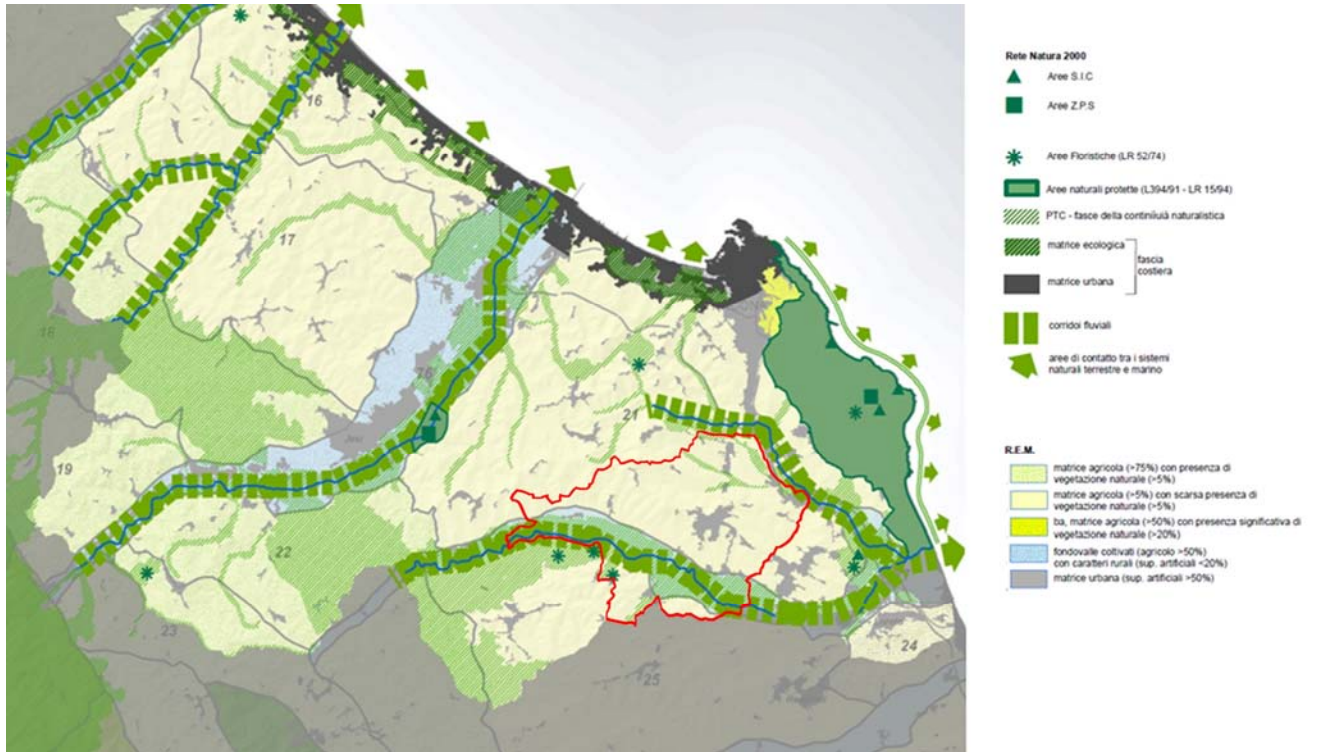 16
17
18
76
Jesi
19
21
22
23
24
25
Rete Natura 2000
Aree S.I.C
Aree Z.P.S
Aree Floristiche (LR 52/74)
Aree naturali protette (L394/91 - LR 15/94)
PTC - fasce della continiuià naturalistica
matrice ecologica
fascia
costiera
matrice urbana
corridoi fluviali
aree di contatto tra i sistemi
naturali terrestre e marino
R.E.M.
matrice agricola (>75%) con presenza di
vegetazione naturale (>5%)
matrice agricola (>5%) con scarsa presenza di
vegetazione naturale (>5%)
ba, matrice agricola (>50%) con presenza significativa di
vegetazione naturale (>20%)
fondovalle coltivati (agricolo >50%)
con caratteri rurali (sup. artificiali <20%)
matrice urbana (sup. artificiali >50%)